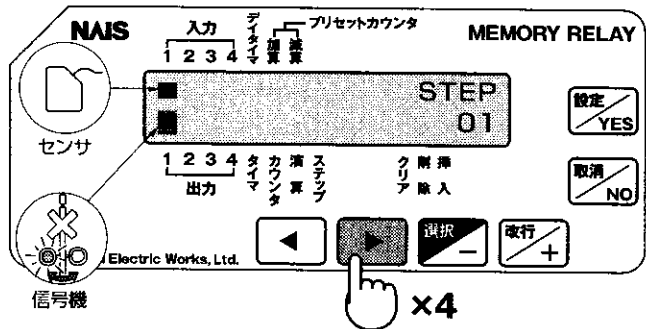 NAiS
入力
1 2 3 4
デイタイマ
加算
減算
プリセットカウンタ
MEMORY RELAY
STEP
01
センサ
1 2 3 4
出力
タイマ
カウンタ
演算
ステップ
クリア
削除
挿入
設定
YES
取消
NO
Electric Works, Ltd.
◀
▶
選択
−
改行
+
信号機
×4